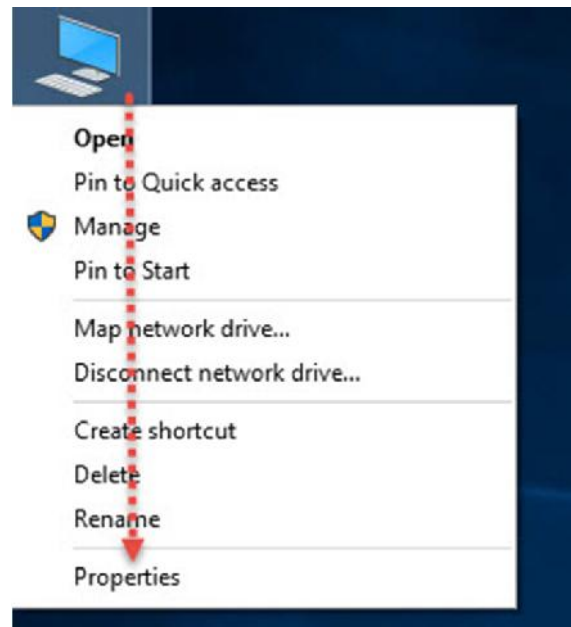 Open
Pin to Quick access
Manage
Pin to Start
Map network drive...
Disconnect network drive...
Create shortcut
Delete
Rename
Properties